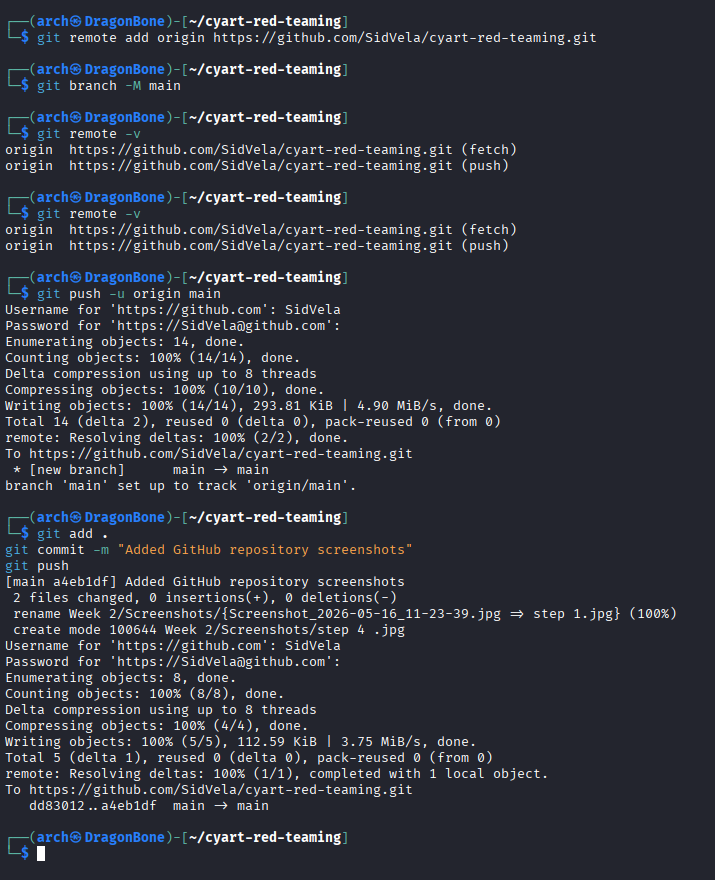 ┌──(arch㉿DragonBone)-[~/cyart-red-teaming]
└─$ git remote add origin https://github.com/SidVela/cyart-red-teaming.git
┌──(arch㉿DragonBone)-[~/cyart-red-teaming]
└─$ git branch -M main
┌──(arch㉿DragonBone)-[~/cyart-red-teaming]
└─$ git remote -v
origin  https://github.com/SidVela/cyart-red-teaming.git (fetch)
origin  https://github.com/SidVela/cyart-red-teaming.git (push)
┌──(arch㉿DragonBone)-[~/cyart-red-teaming]
└─$ git remote -v
origin  https://github.com/SidVela/cyart-red-teaming.git (fetch)
origin  https://github.com/SidVela/cyart-red-teaming.git (push)
┌──(arch㉿DragonBone)-[~/cyart-red-teaming]
└─$ git push -u origin main
Username for 'https://github.com': SidVela
Password for 'https://SidVela@github.com':
Enumerating objects: 14, done.
Counting objects: 100% (14/14), done.
Delta compression using up to 8 threads
Compressing objects: 100% (10/10), done.
Writing objects: 100% (14/14), 293.81 KiB | 4.90 MiB/s, done.
Total 14 (delta 2), reused 0 (delta 0), pack-reused 0 (from 0)
remote: Resolving deltas: 100% (2/2), done.
To https://github.com/SidVela/cyart-red-teaming.git
 * [new branch]      main -> main
branch 'main' set up to track 'origin/main'.
┌──(arch㉿DragonBone)-[~/cyart-red-teaming]
└─$ git add .
git commit -m "Added GitHub repository screenshots"
git push
[main a4eb1df] Added GitHub repository screenshots
 2 files changed, 0 insertions(+), 0 deletions(-)
 rename Week 2/Screenshots/{Screenshot_2026-05-16_11-23-39.jpg => step 1.jpg} (100%)
 create mode 100644 Week 2/Screenshots/step 4 .jpg
Username for 'https://github.com': SidVela
Password for 'https://SidVela@github.com':
Enumerating objects: 8, done.
Counting objects: 100% (8/8), done.
Delta compression using up to 8 threads
Compressing objects: 100% (4/4), done.
Writing objects: 100% (5/5), 112.59 KiB | 3.75 MiB/s, done.
Total 5 (delta 1), reused 0 (delta 0), pack-reused 0 (from 0)
remote: Resolving deltas: 100% (1/1), completed with 1 local object.
To https://github.com/SidVela/cyart-red-teaming.git
   dd83012..a4eb1df  main -> main
┌──(arch㉿DragonBone)-[~/cyart-red-teaming]
└─$